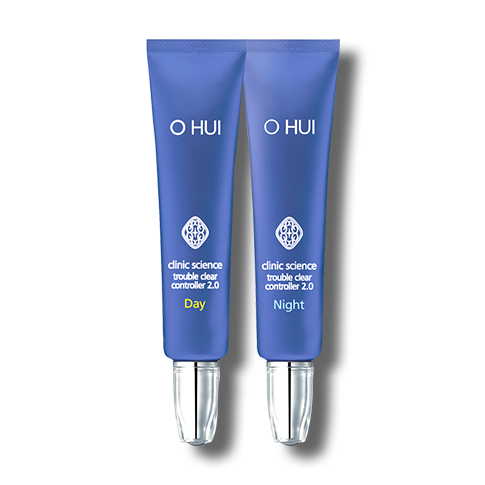 O HUI
clinic science
trouble clear
controller 2.0
Day
O HUI
clinic science
trouble clear
controller 2.0
Night